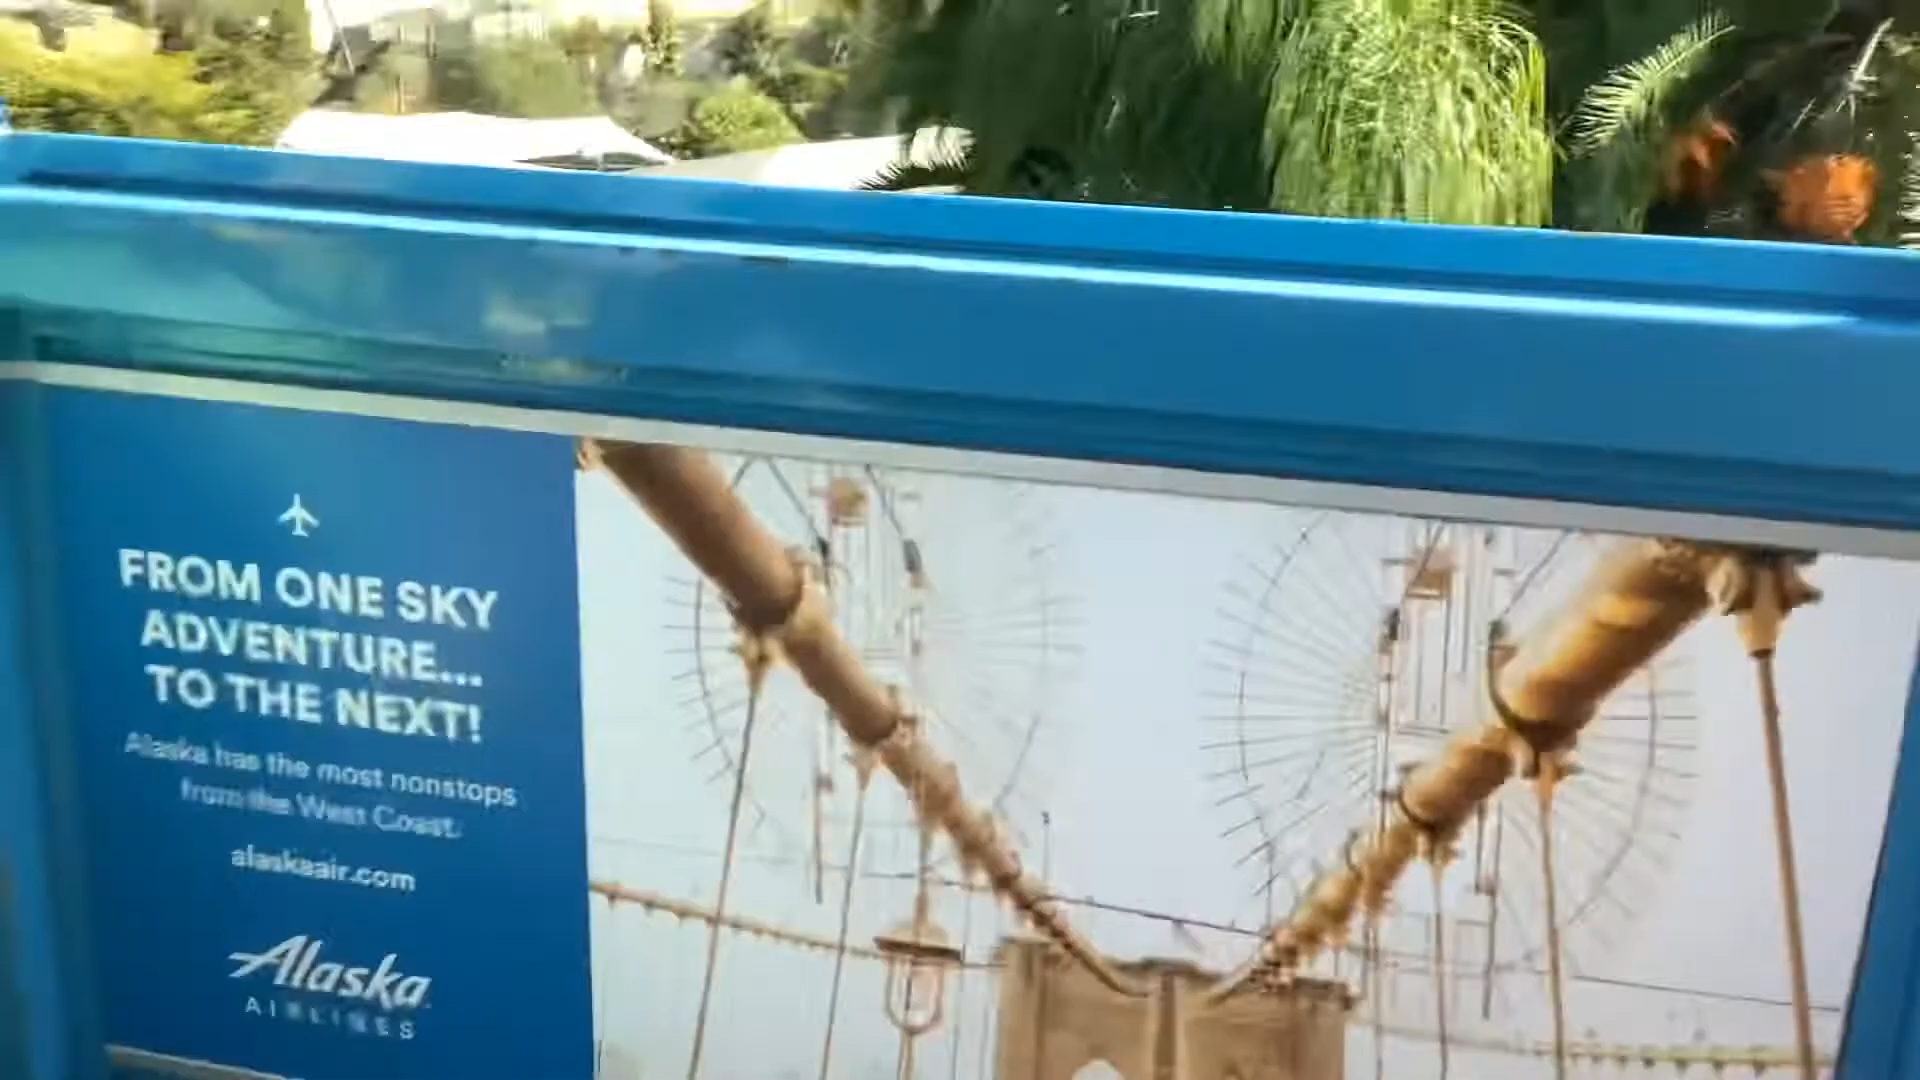 FROM ONE SKY
ADVENTURE...
TO THE NEXT!
Alaska has the most nonstops
from the West Coast.
alaskaair.com
Alaska
AIRLINES